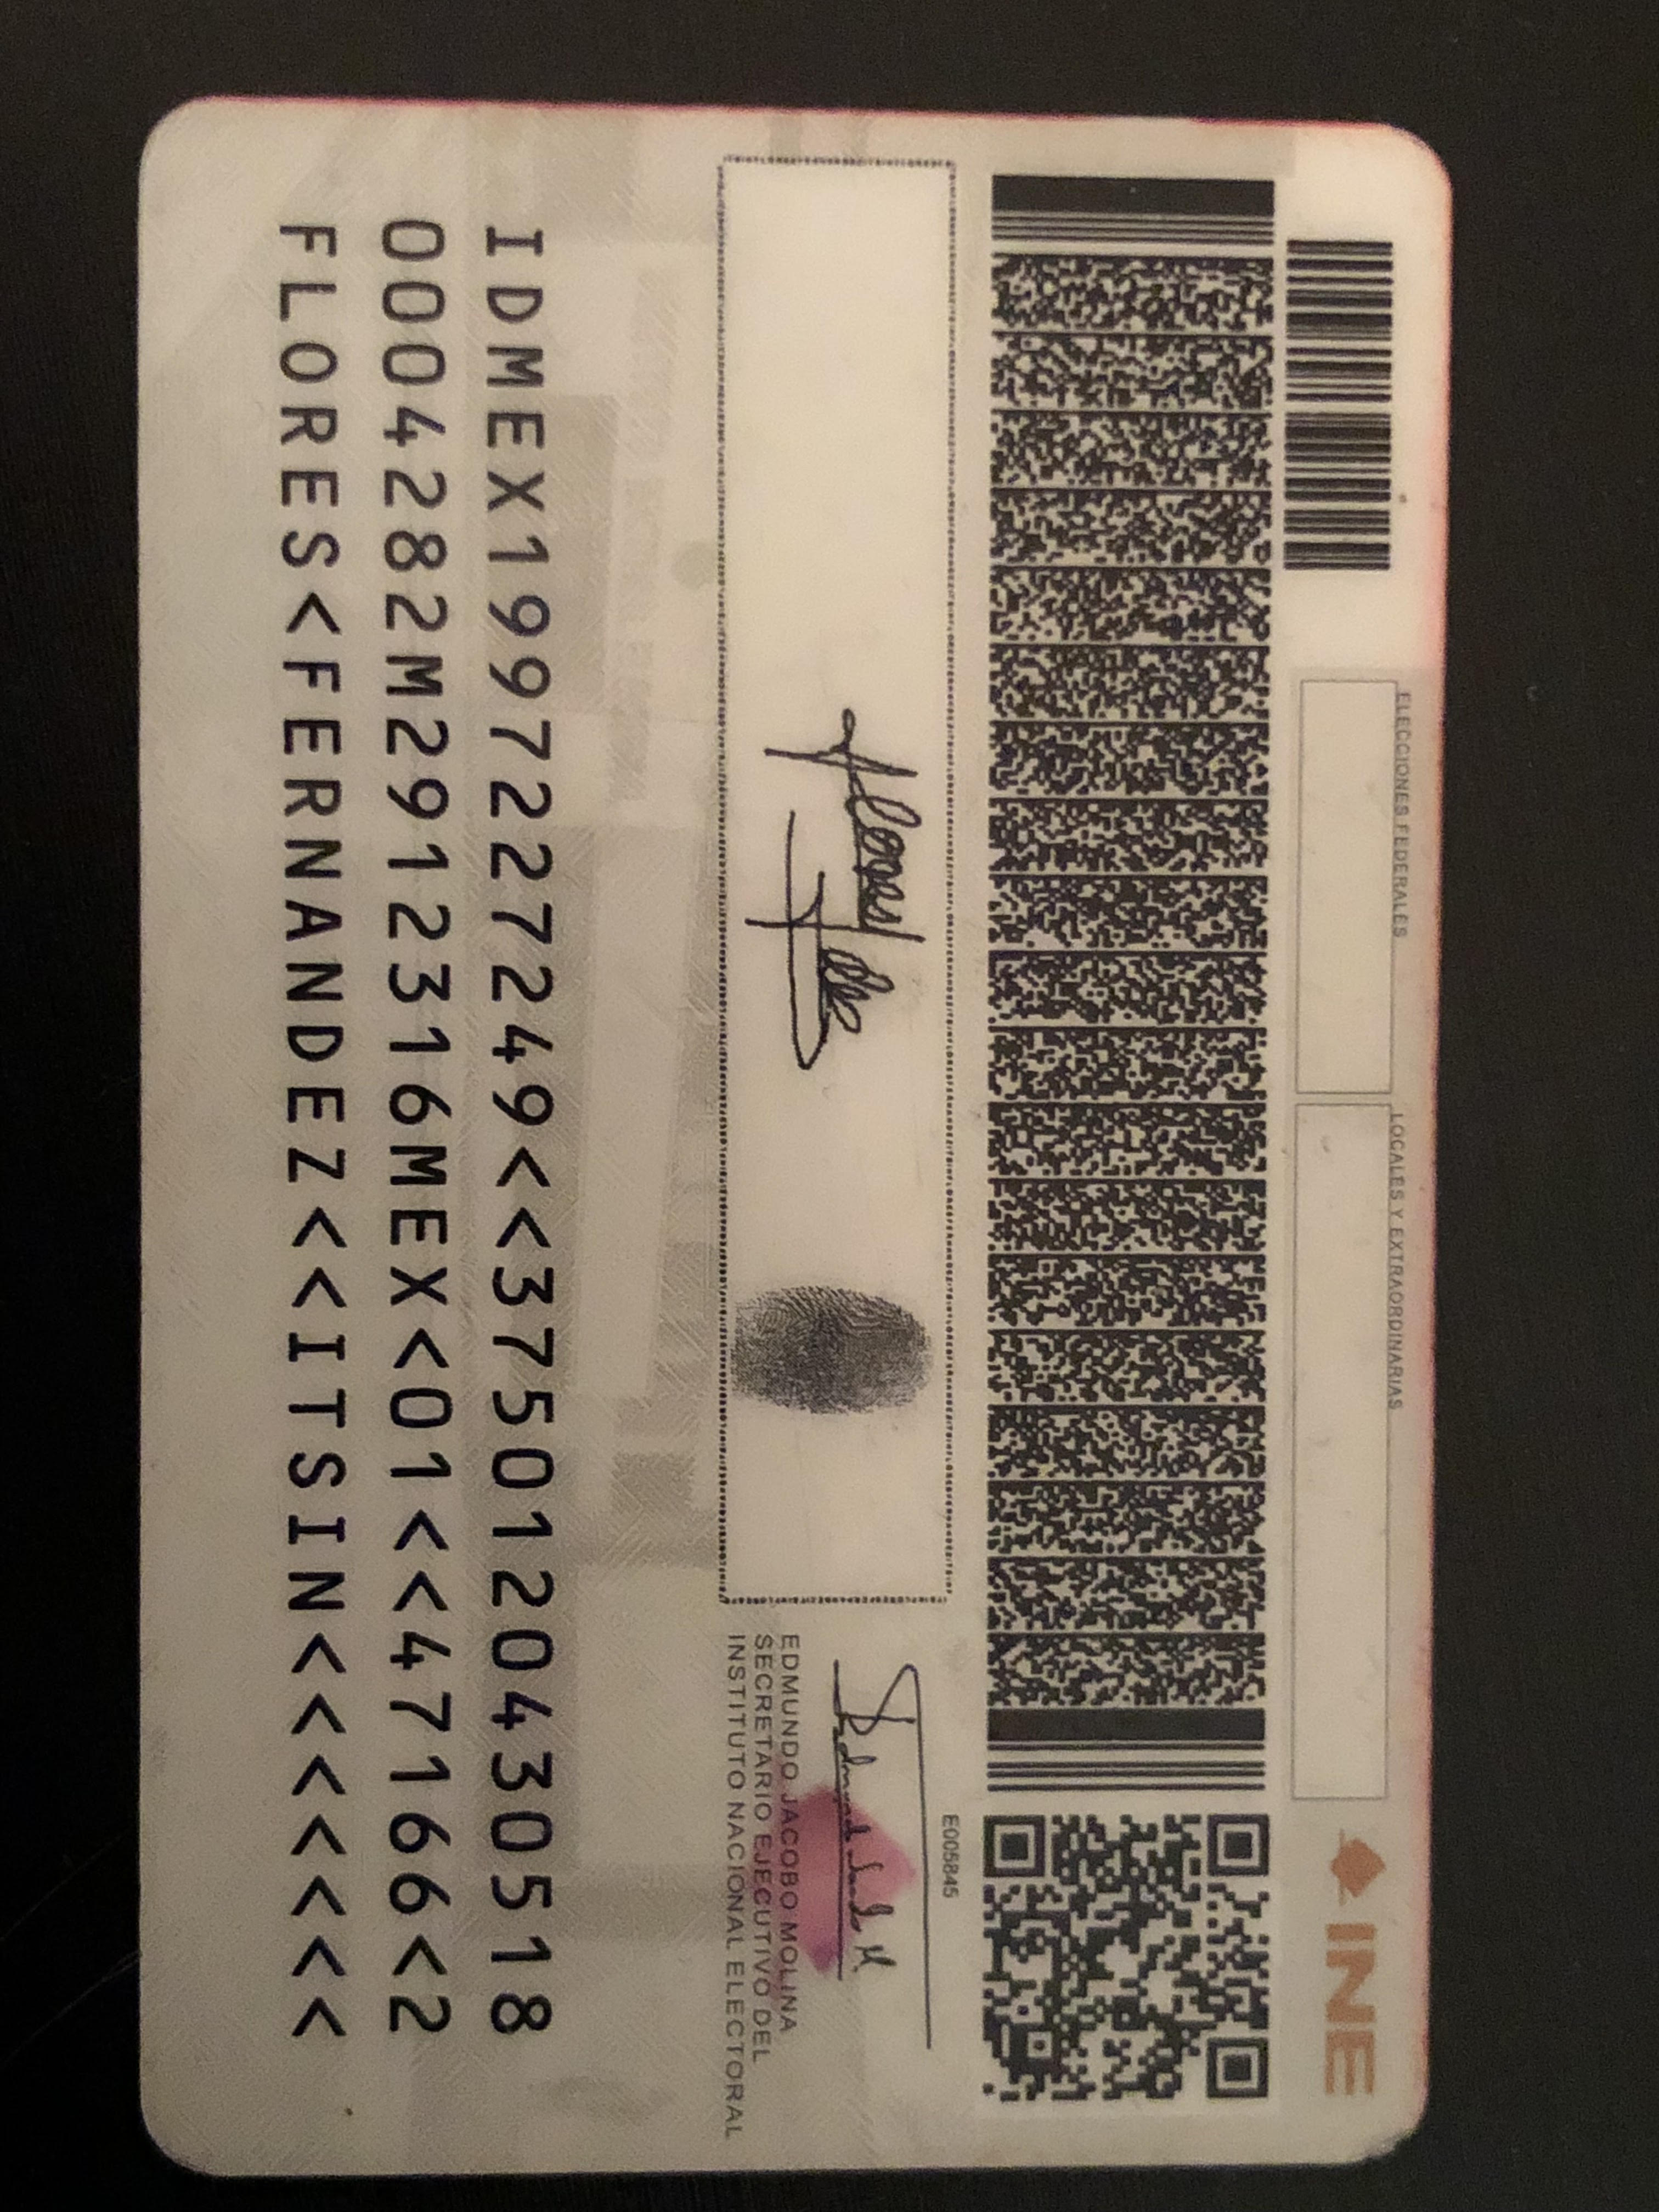 ELECCIONES FEDERALES
LOCALES Y EXTRAORDINARIAS
INE
E005845
EDMUNDO JACOBO MOLINA
SECRETARIO EJECUTIVO DEL
INSTITUTO NACIONAL ELECTORAL
IDMEX1997227249<<3750120430518
0004282M2912316MEX<01<<47166<2
FLORES<FERNANDEZ<<ITSIN<<<<<<<